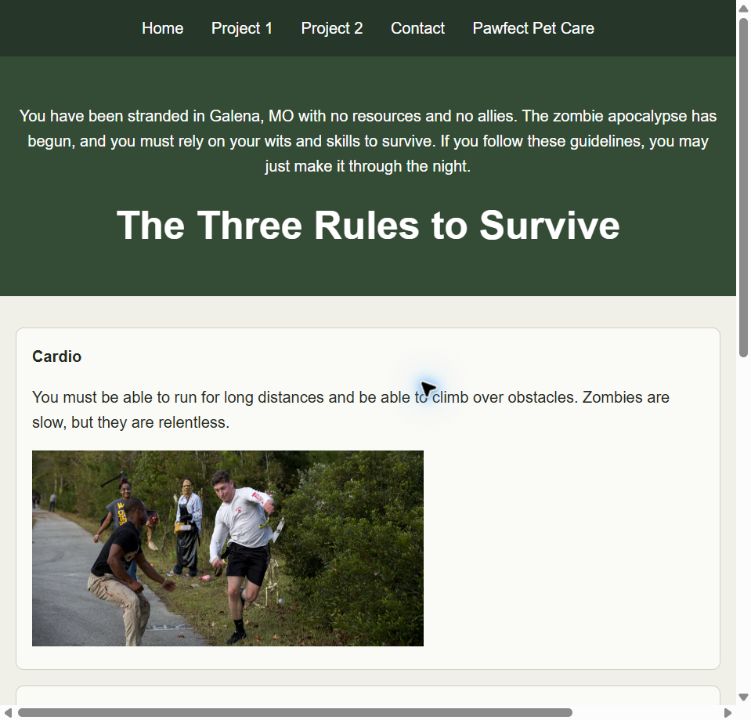 Home Project 1 Project 2 Contact Pawfect Pet Care
You have been stranded in Galena, MO with no resources and no allies. The zombie apocalypse has
begun, and you must rely on your wits and skills to survive. If you follow these guidelines, you may
just make it through the night.
The Three Rules to Survive
Cardio
You must be able to run for long distances and be able to climb over obstacles. Zombies are
slow, but they are relentless.